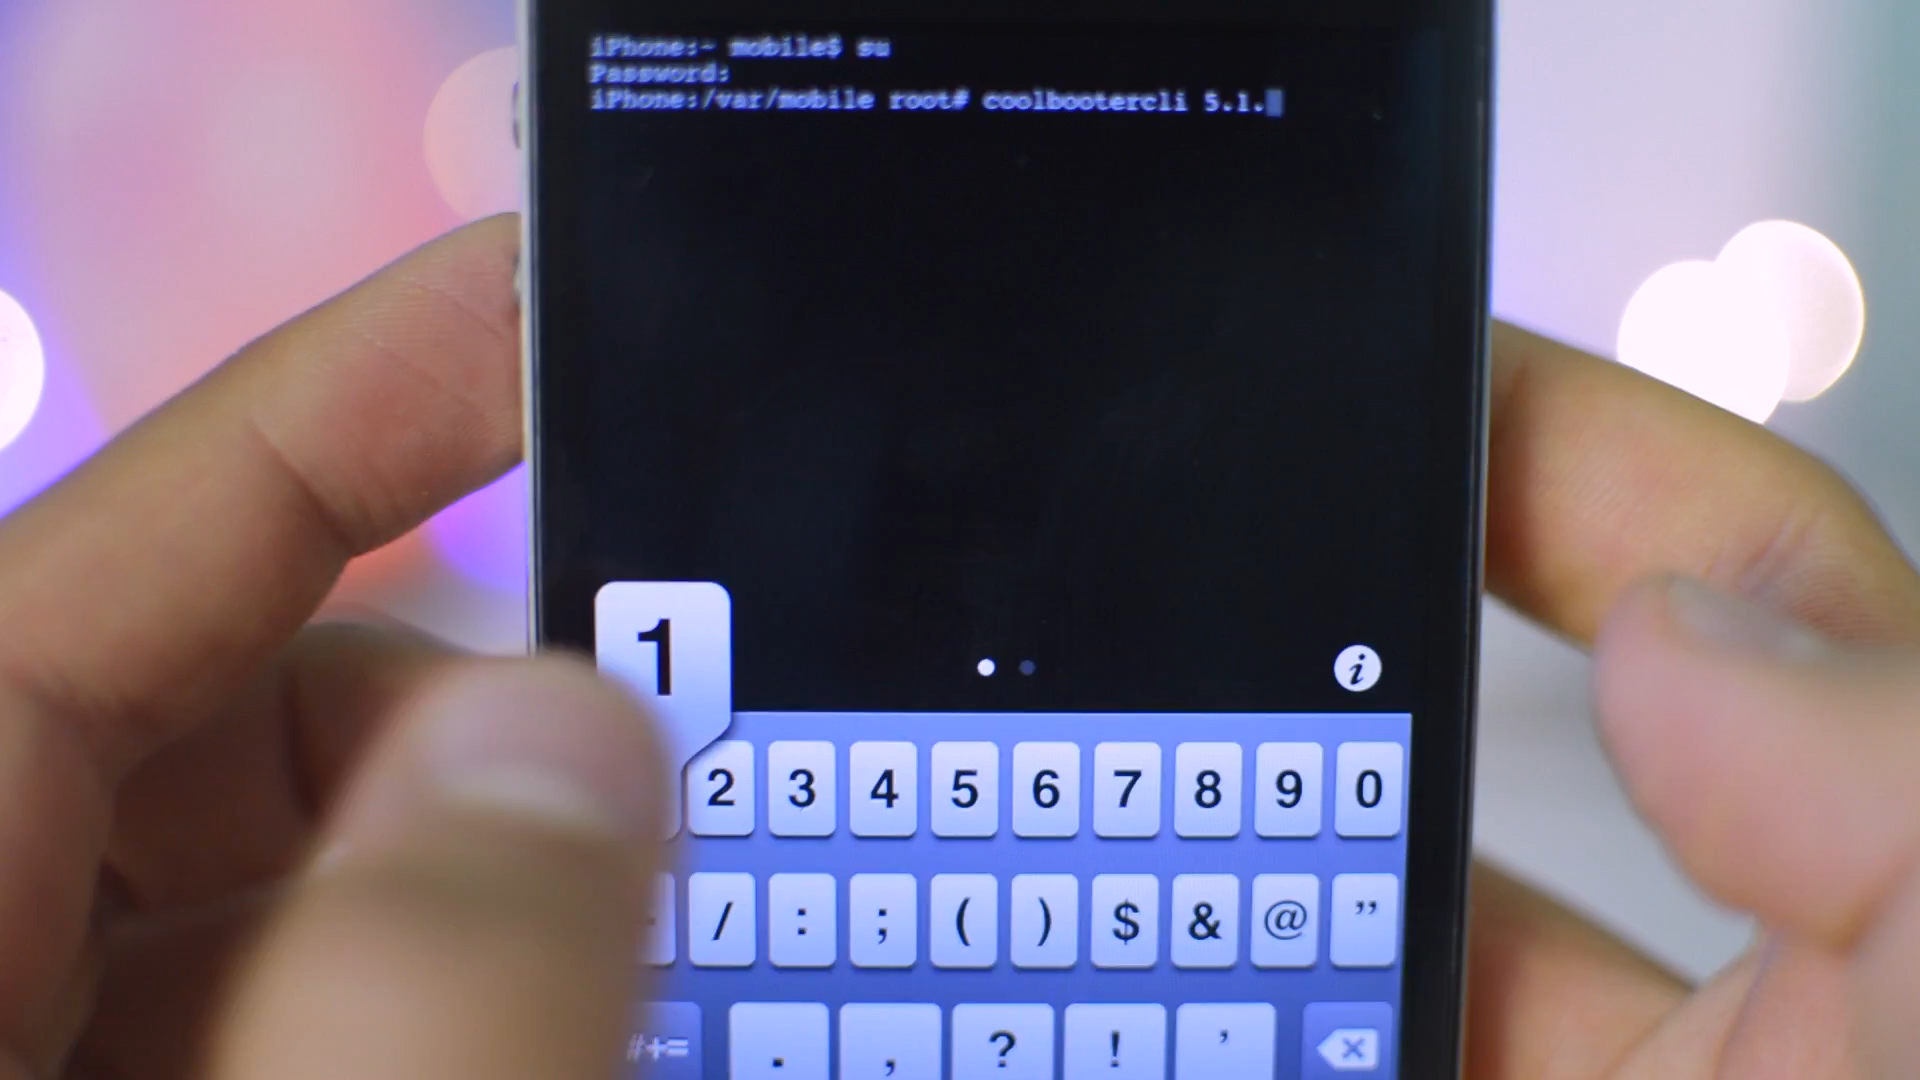 iPhone:~ mobile$ su
Password:
iPhone:/var/mobile root# coolbootercli 5.1.
1
i
2 3 4 5 6 7 8 9 0
/ : ; ( ) $ & @ ”
#+= . , ? ! ’